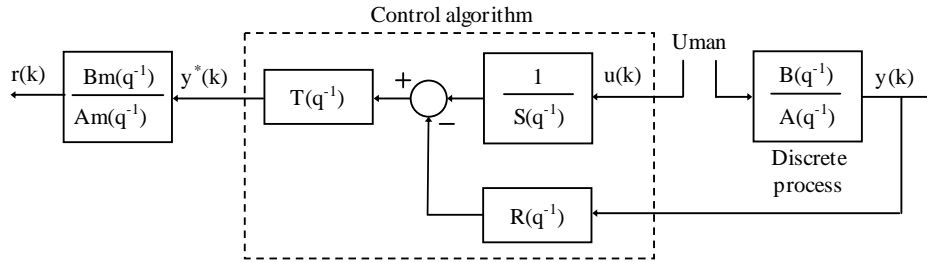 Control algorithm
r(k)
Bm(q⁻¹)
Am(q⁻¹)
y*(k)
T(q⁻¹)
+
−
1
S(q⁻¹)
u(k)
Uman
B(q⁻¹)
A(q⁻¹)
y(k)
Discrete
process
R(q⁻¹)